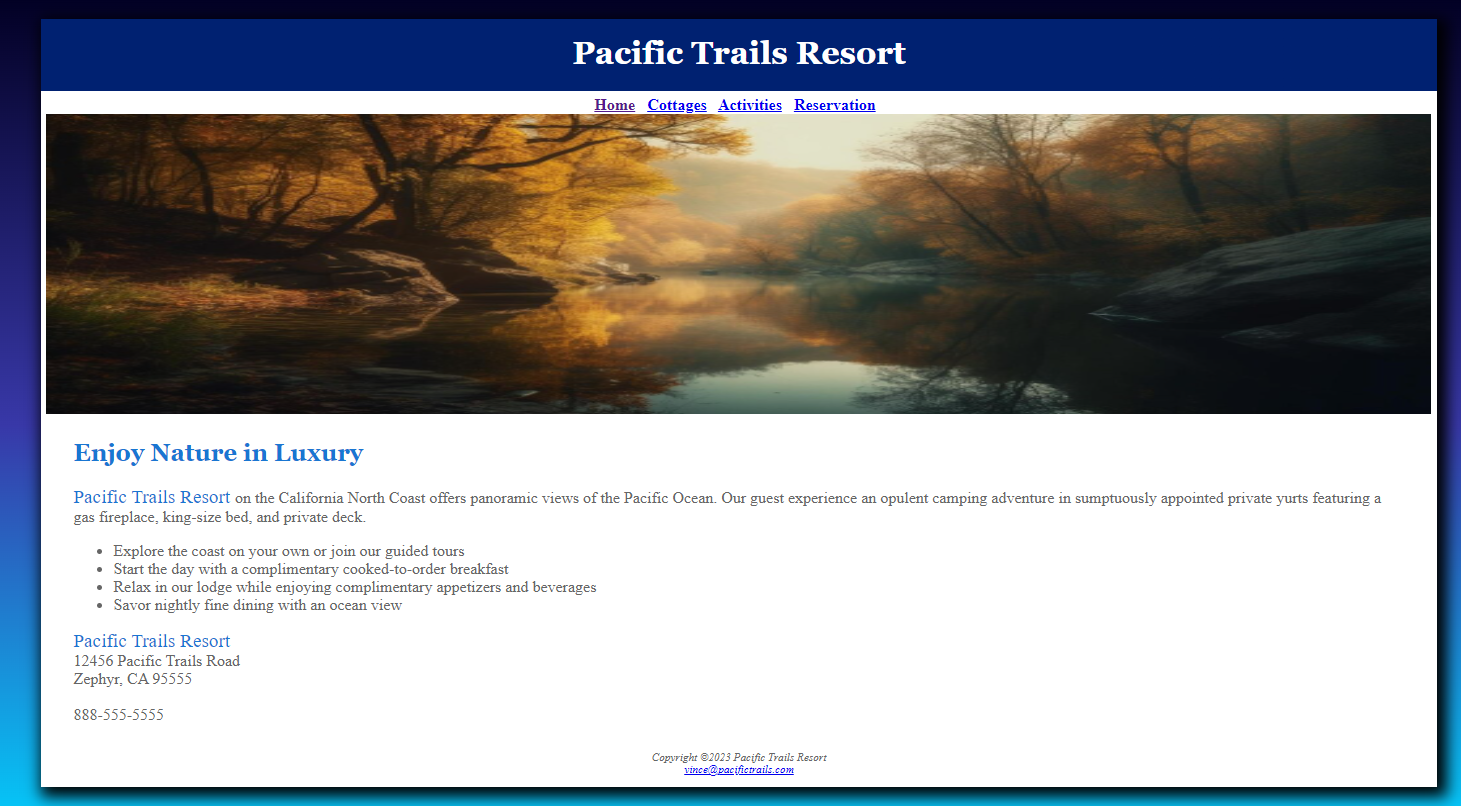 Pacific Trails Resort
Home Cottages Activities Reservation
Enjoy Nature in Luxury
Pacific Trails Resort on the California North Coast offers panoramic views of the Pacific Ocean. Our guest experience an opulent camping adventure in sumptuously appointed private yurts featuring a
gas fireplace, king-size bed, and private deck.
• Explore the coast on your own or join our guided tours
• Start the day with a complimentary cooked-to-order breakfast
• Relax in our lodge while enjoying complimentary appetizers and beverages
• Savor nightly fine dining with an ocean view
Pacific Trails Resort
12456 Pacific Trails Road
Zephyr, CA 95555
888-555-5555
Copyright ©2023 Pacific Trails Resort
vince@pacifictrails.com